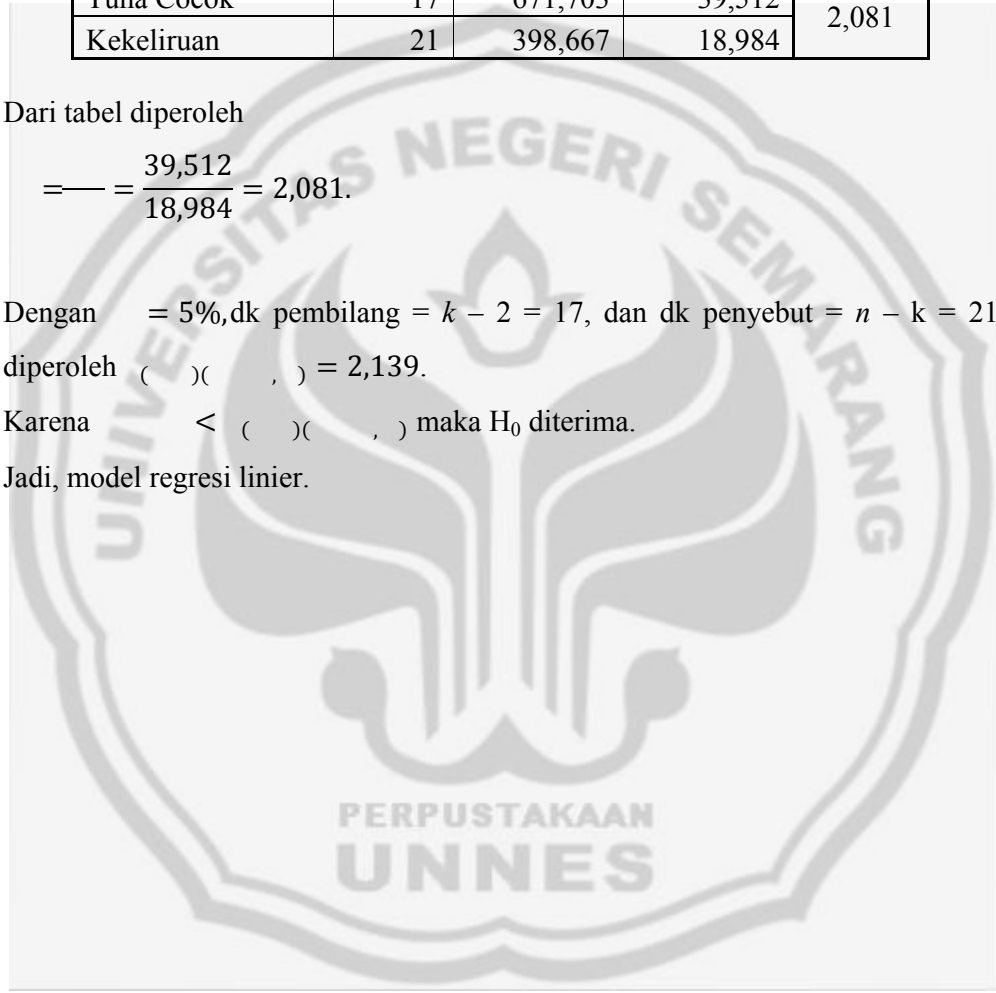 Tuna Cocok 17 671,703 39,512
2,081
Kekeliruan 21 398,667 18,984
Dari tabel diperoleh
=— = 39,512
18,984 = 2,081.
Dengan = 5%, dk pembilang = k – 2 = 17, dan dk penyebut = n – k = 21
diperoleh ( )( , ) = 2,139.
Karena < ( )( , ) maka H₀ diterima.
Jadi, model regresi linier.
UNIVERSITAS NEGERI SEMARANG
PERPUSTAKAAN
UNNES